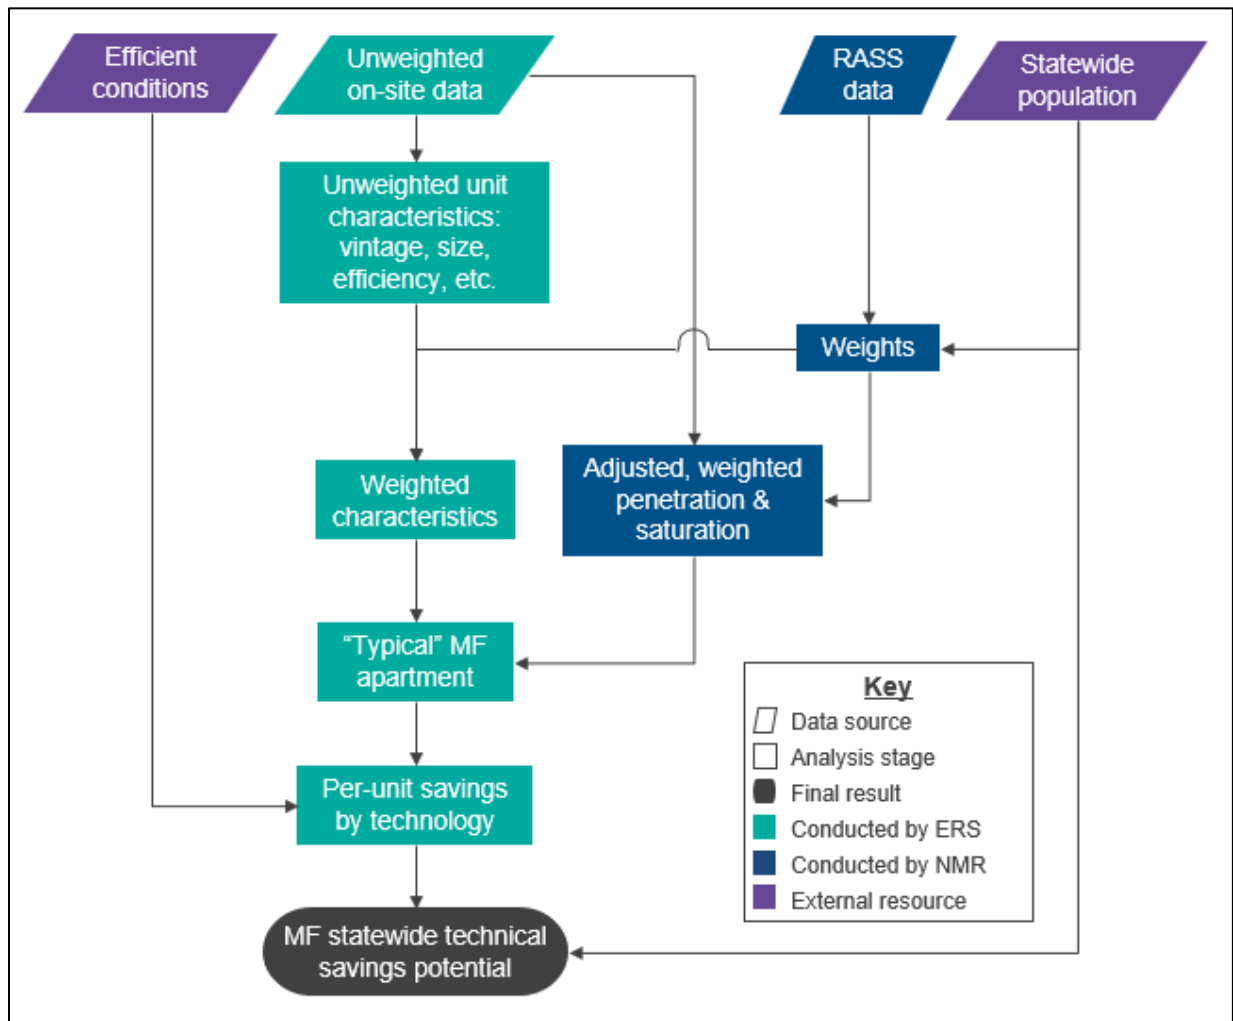 Efficient
conditions
Unweighted
on-site data
RASS
data
Statewide
population
Unweighted unit
characteristics:
vintage, size,
efficiency, etc.
Weights
Weighted
characteristics
Adjusted, weighted
penetration &
saturation
“Typical” MF
apartment
Per-unit savings
by technology
MF statewide technical
savings potential
Key
Data source
Analysis stage
Final result
Conducted by ERS
Conducted by NMR
External resource